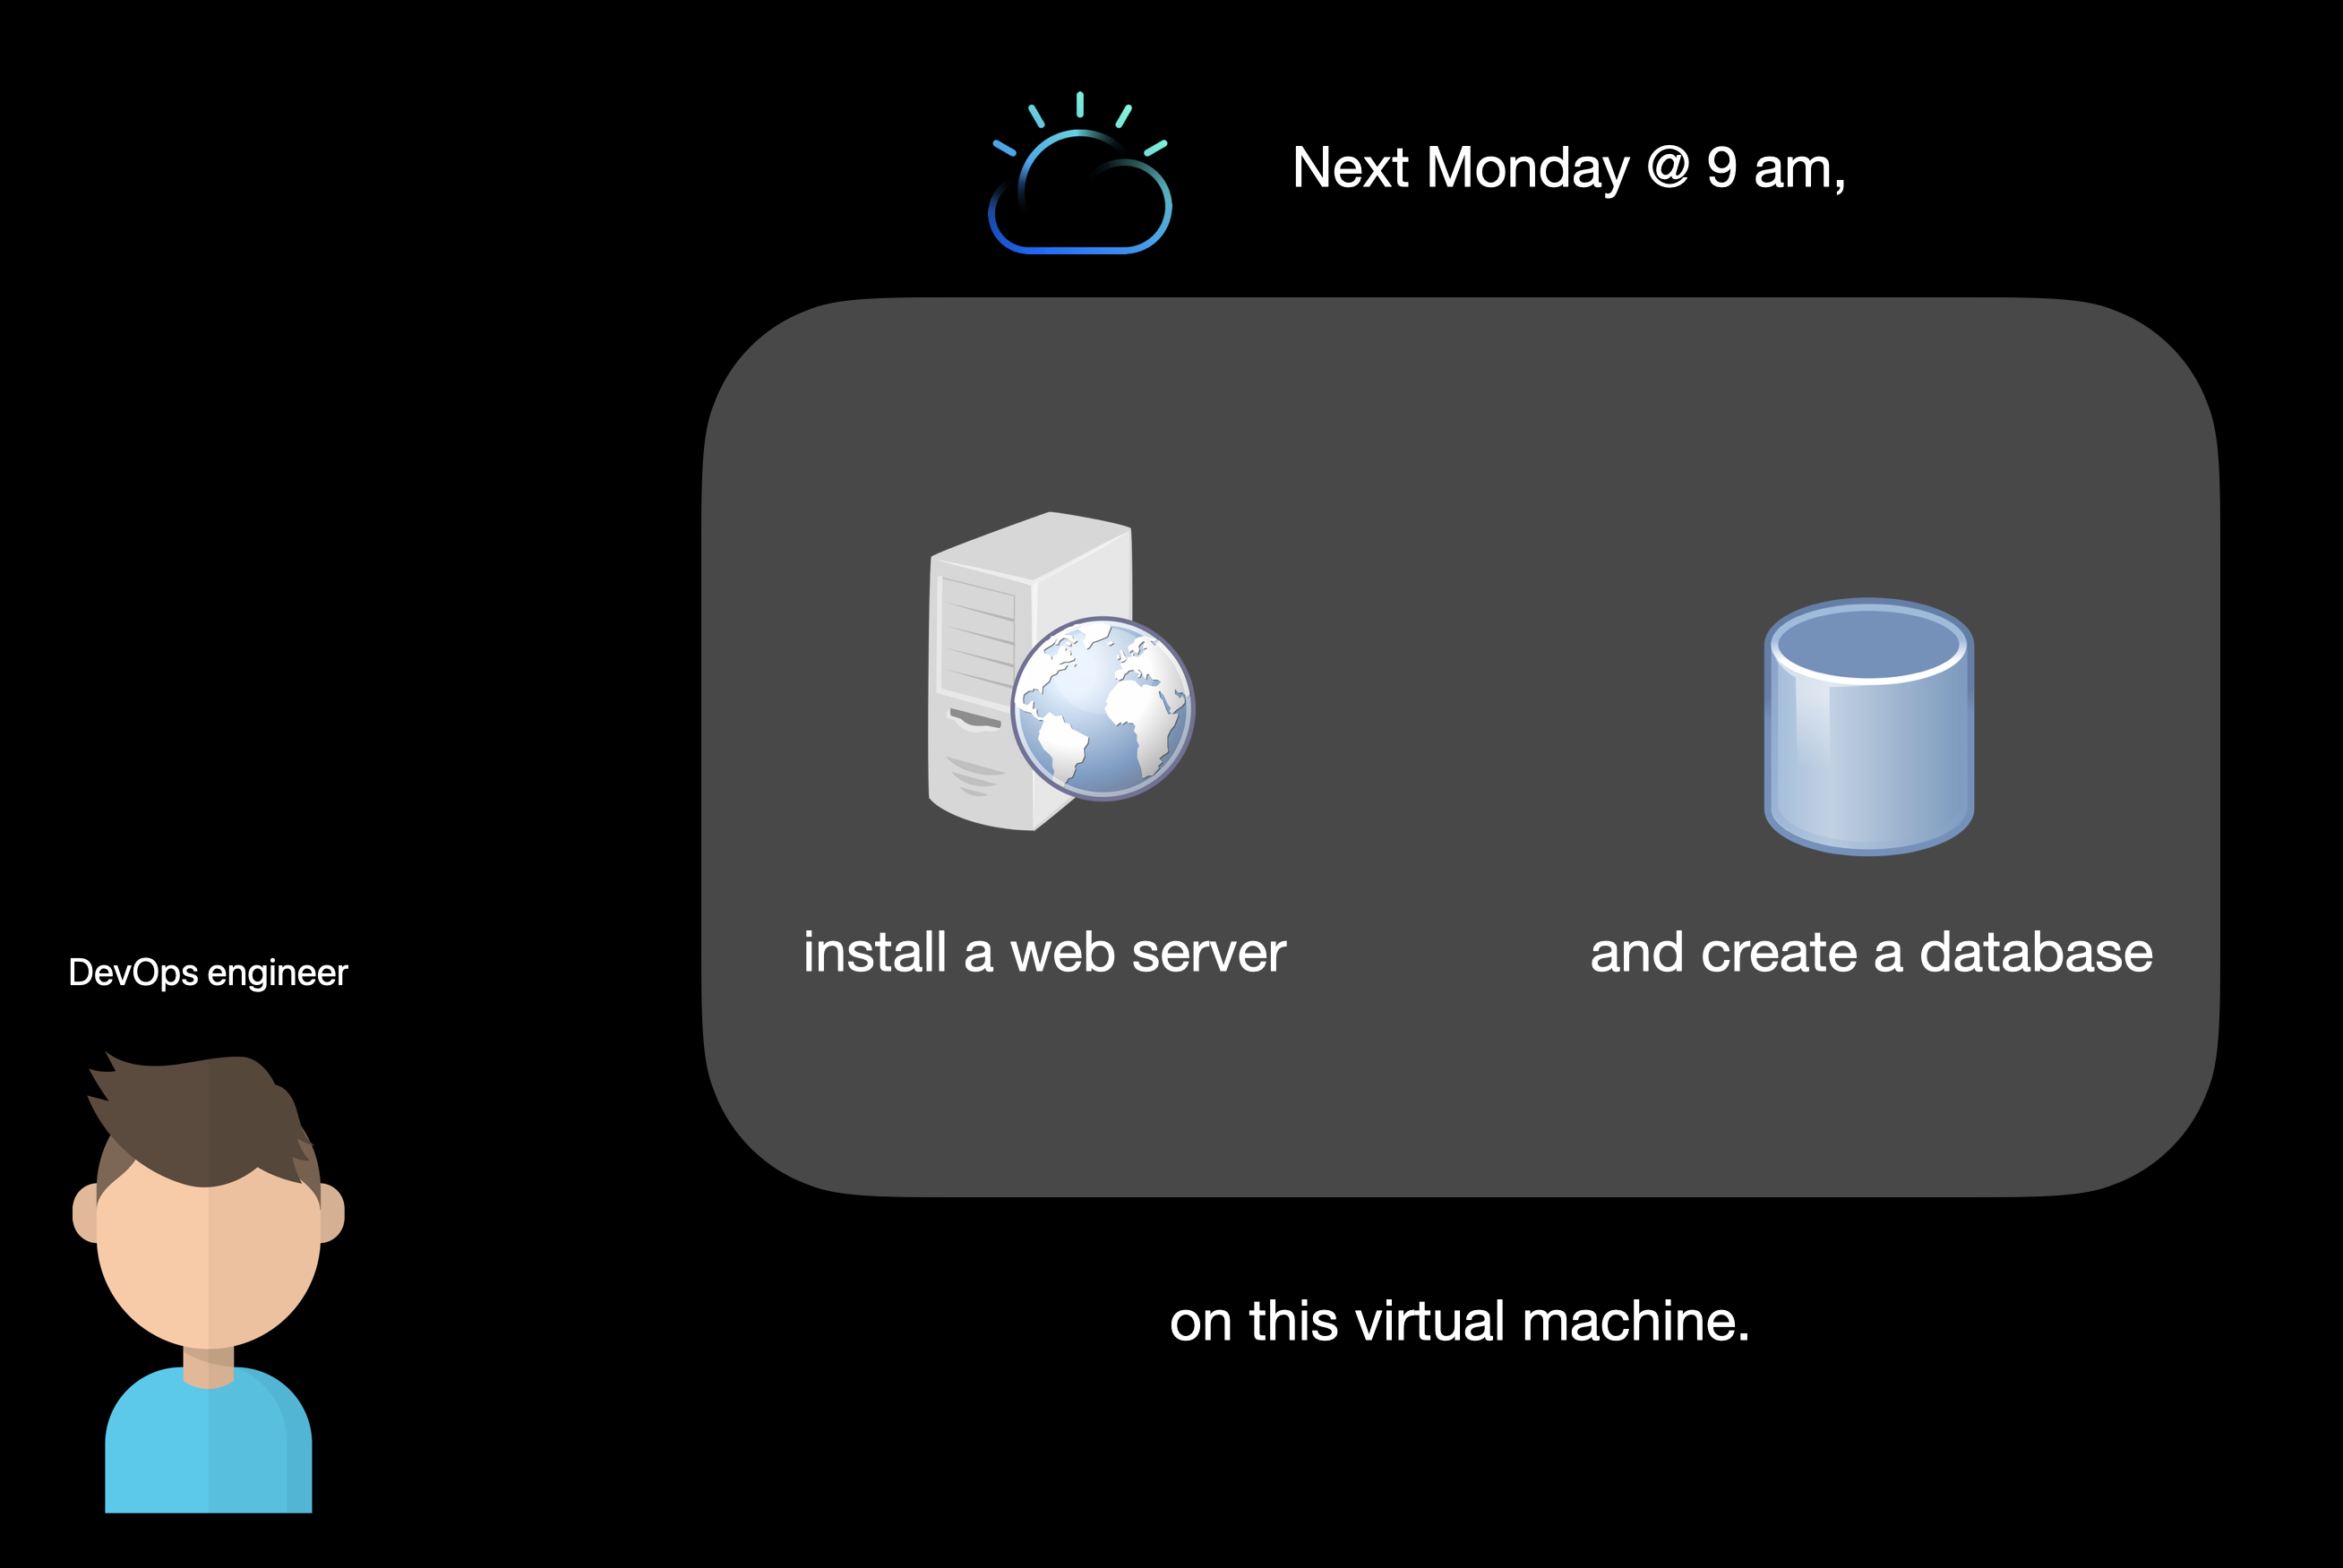 Next Monday @ 9 am,
install a web server
and create a database
DevOps engineer
on this virtual machine.